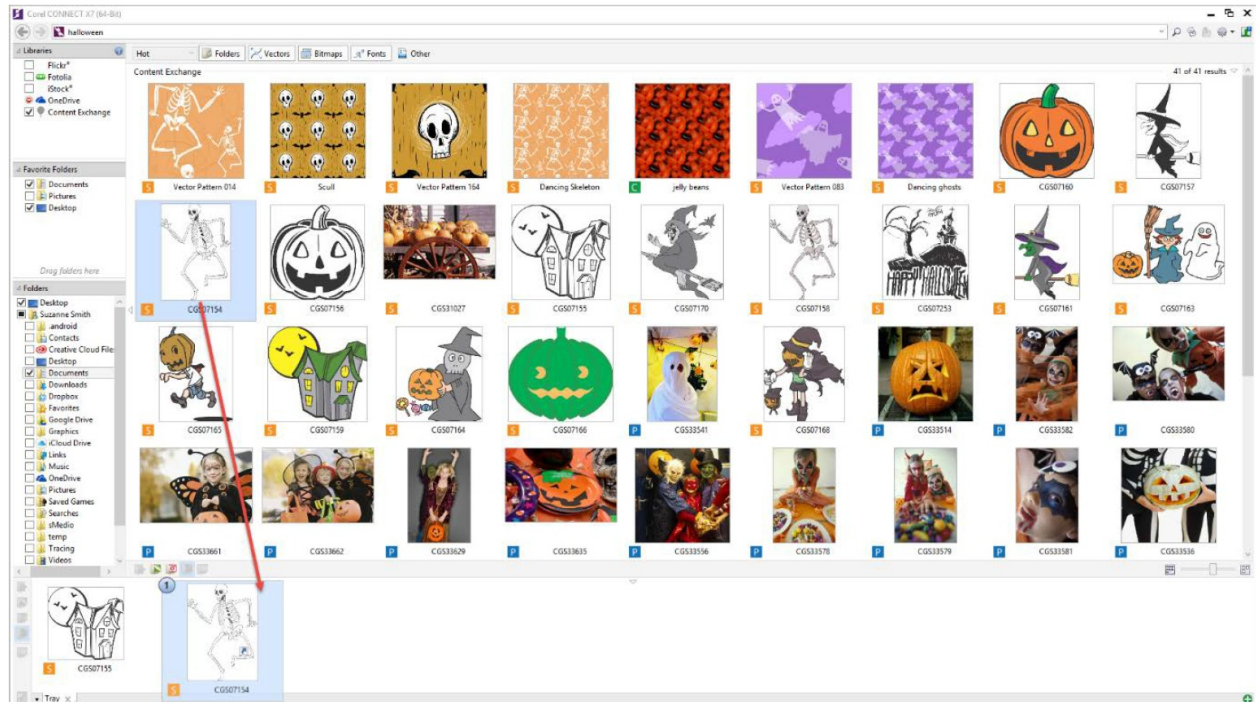 Corel CONNECT X7 (64-Bit)
halloween
Libraries
Flickr*
Fotolia
iStock*
OneDrive
Content Exchange
Favorite Folders
Documents
Pictures
Desktop
Drag folders here
Folders
Desktop
Suzanne Smith
.android
Contacts
Creative Cloud File
Desktop
Documents
Downloads
Dropbox
Favorites
Google Drive
Graphics
iCloud Drive
Links
Music
OneDrive
Pictures
Saved Games
Searches
sMedio
temp
Tracing
Videos
Hot Folders Vectors Bitmaps Fonts Other
Content Exchange 41 of 41 results
S Vector Pattern 014 S Scull S Vector Pattern 164 S Dancing Skeleton C jelly beans S Vector Pattern 083 S Dancing ghosts S CGS07160 S CGS07157
HAPPY HALLOWEEN
S CGS07154 S CGS07156 S CGS31027 S CGS07155 S CGS07170 S CGS07158 S CGS07253 S CGS07161 S CGS07163
S CGS07165 S CGS07159 S CGS07164 S CGS07166 P CGS33541 S CGS07168 P CGS33514 P CGS33582 P CGS33580
P CGS33661 P CGS33662 P CGS33629 P CGS33635 P CGS33556 P CGS33578 P CGS33579 P CGS33581 P CGS33536
1
S CGS07155 S CGS07154
Tray